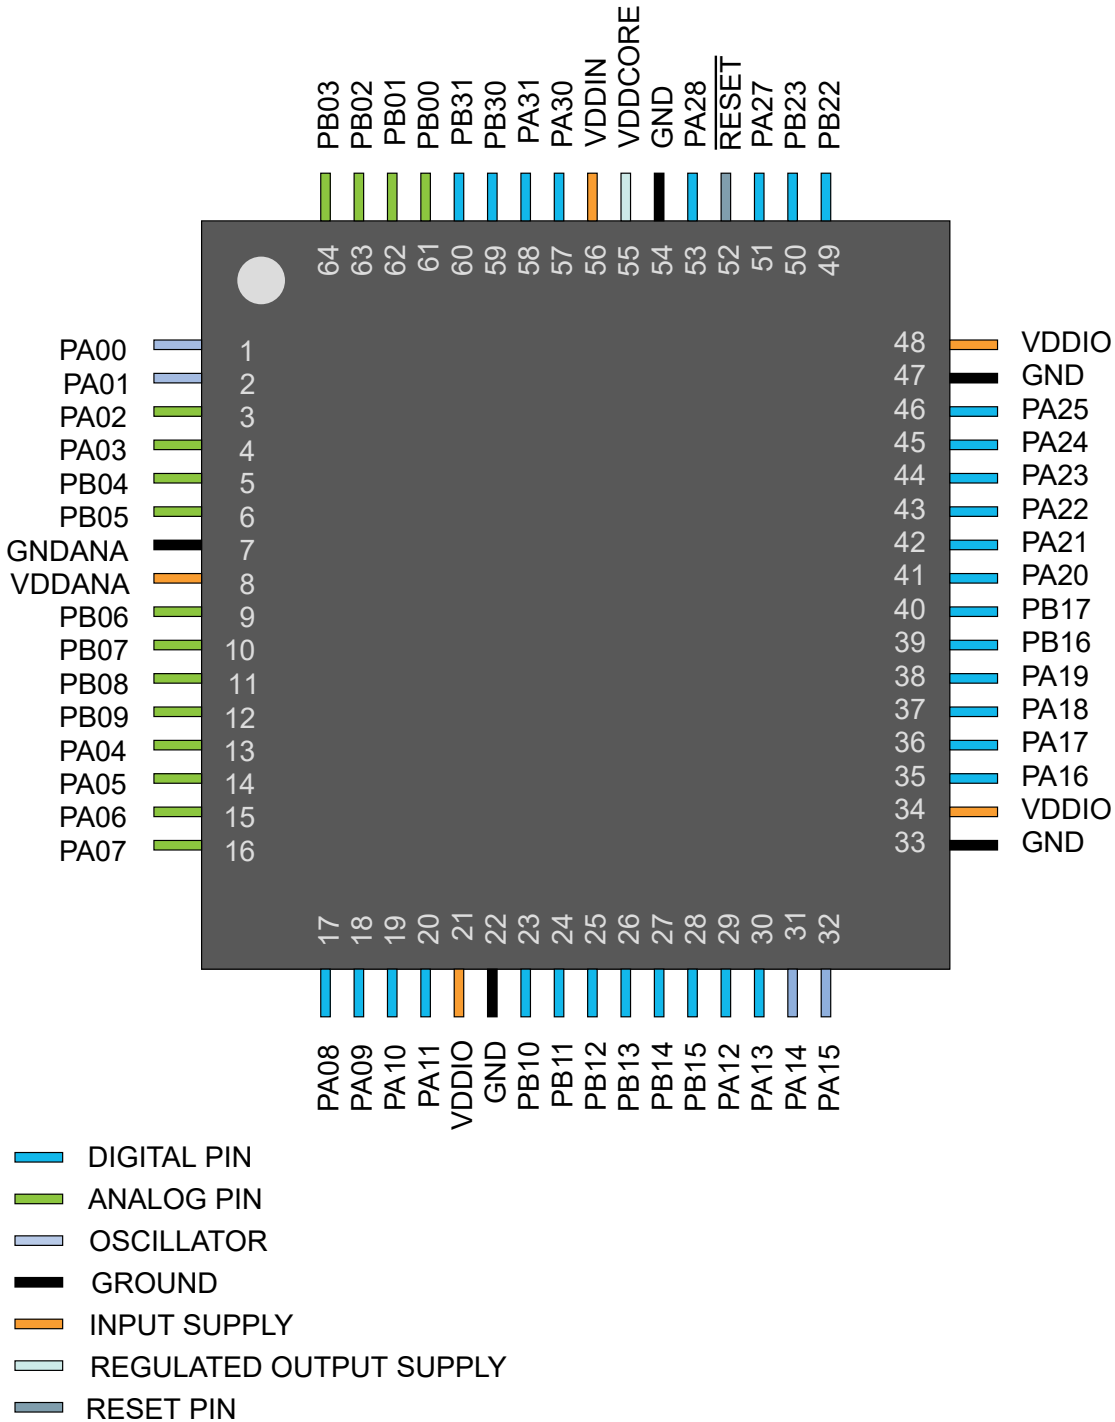 PB03
PB02
PB01
PB00
PB31
PB30
PA31
PA30
VDDIN
VDDCORE
GND
PA28
RESET
PA27
PB23
PB22
64
63
62
61
60
59
58
57
56
55
54
53
52
51
50
49
PA00 1
PA01 2
PA02 3
PA03 4
PB04 5
PB05 6
GNDANA 7
VDDANA 8
PB06 9
PB07 10
PB08 11
PB09 12
PA04 13
PA05 14
PA06 15
PA07 16
48 VDDIO
47 GND
46 PA25
45 PA24
44 PA23
43 PA22
42 PA21
41 PA20
40 PB17
39 PB16
38 PA19
37 PA18
36 PA17
35 PA16
34 VDDIO
33 GND
17
18
19
20
21
22
23
24
25
26
27
28
29
30
31
32
PA08
PA09
PA10
PA11
VDDIO
GND
PB10
PB11
PB12
PB13
PB14
PB15
PA12
PA13
PA14
PA15
DIGITAL PIN
ANALOG PIN
OSCILLATOR
GROUND
INPUT SUPPLY
REGULATED OUTPUT SUPPLY
RESET PIN